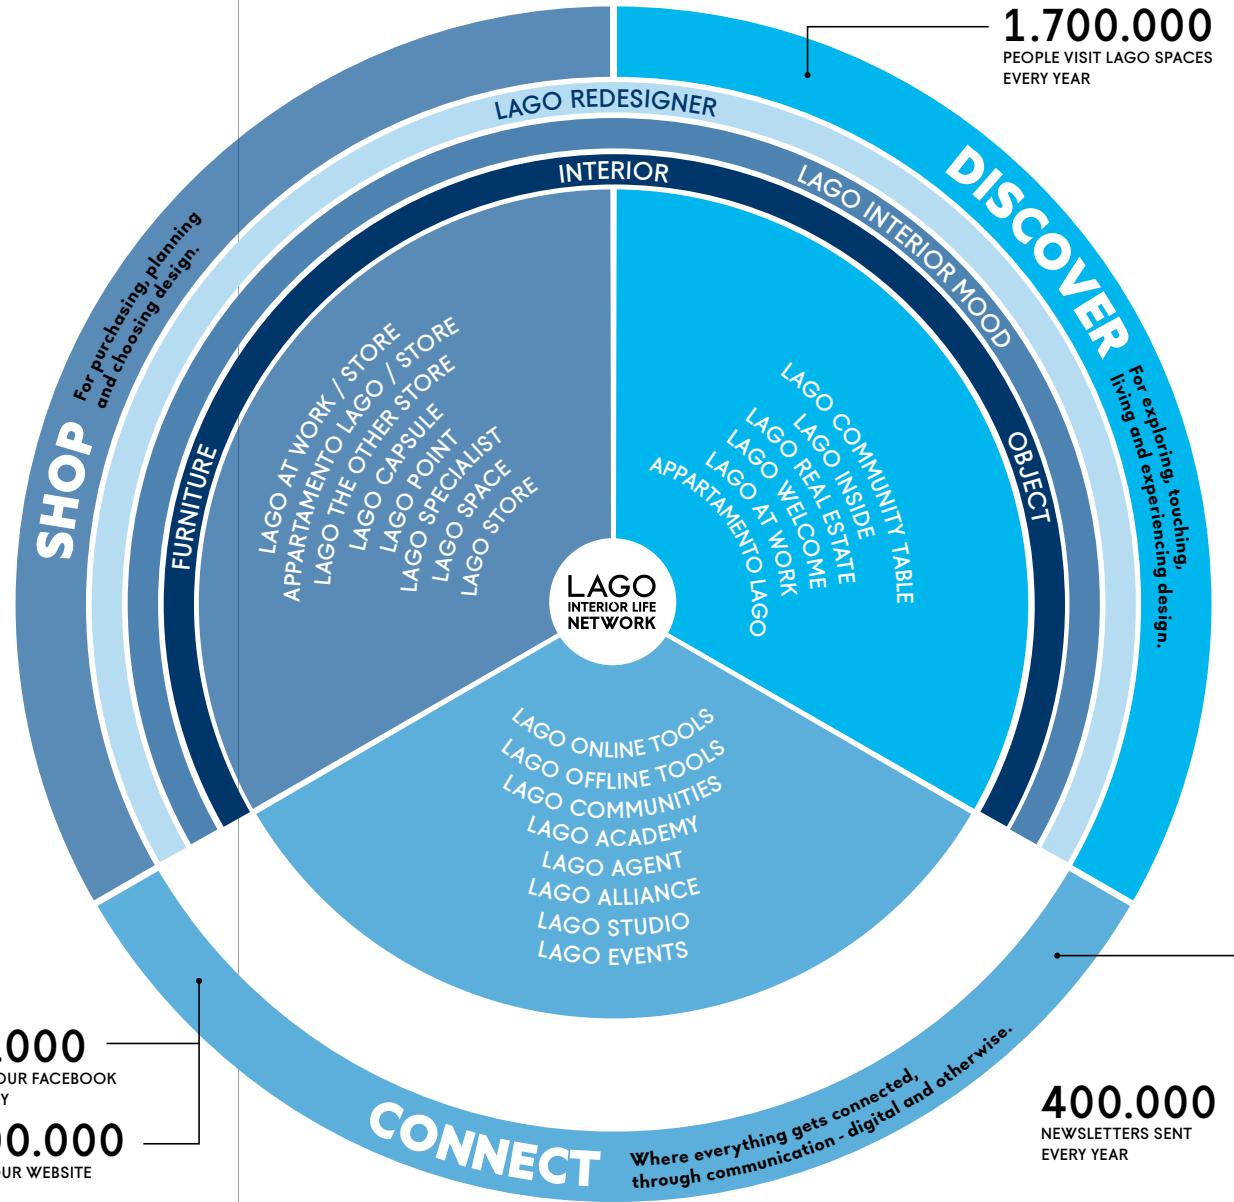 1.700.000
PEOPLE VISIT LAGO SPACES
EVERY YEAR
LAGO REDESIGNER
LAGO INTERIOR MOOD
INTERIOR
FURNITURE
OBJECT
SHOP
For purchasing, planning
and choosing design.
DISCOVER
For exploring, touching,
living and experiencing design.
LAGO AT WORK / STORE
APPARTAMENTO LAGO / STORE
LAGO THE OTHER STORE
LAGO CAPSULE
LAGO POINT
LAGO SPECIALIST
LAGO SPACE
LAGO STORE
LAGO COMMUNITY TABLE
LAGO INSIDE
LAGO REAL ESTATE
LAGO WELCOME
LAGO AT WORK
APPARTAMENTO LAGO
LAGO
INTERIOR LIFE
NETWORK
LAGO ONLINE TOOLS
LAGO OFFLINE TOOLS
LAGO COMMUNITIES
LAGO ACADEMY
LAGO AGENT
LAGO ALLIANCE
LAGO STUDIO
LAGO EVENTS
.000
OUR FACEBOOK
Y
00.000
OUR WEBSITE
CONNECT
Where everything gets connected,
through communication - digital and otherwise.
400.000
NEWSLETTERS SENT
EVERY YEAR